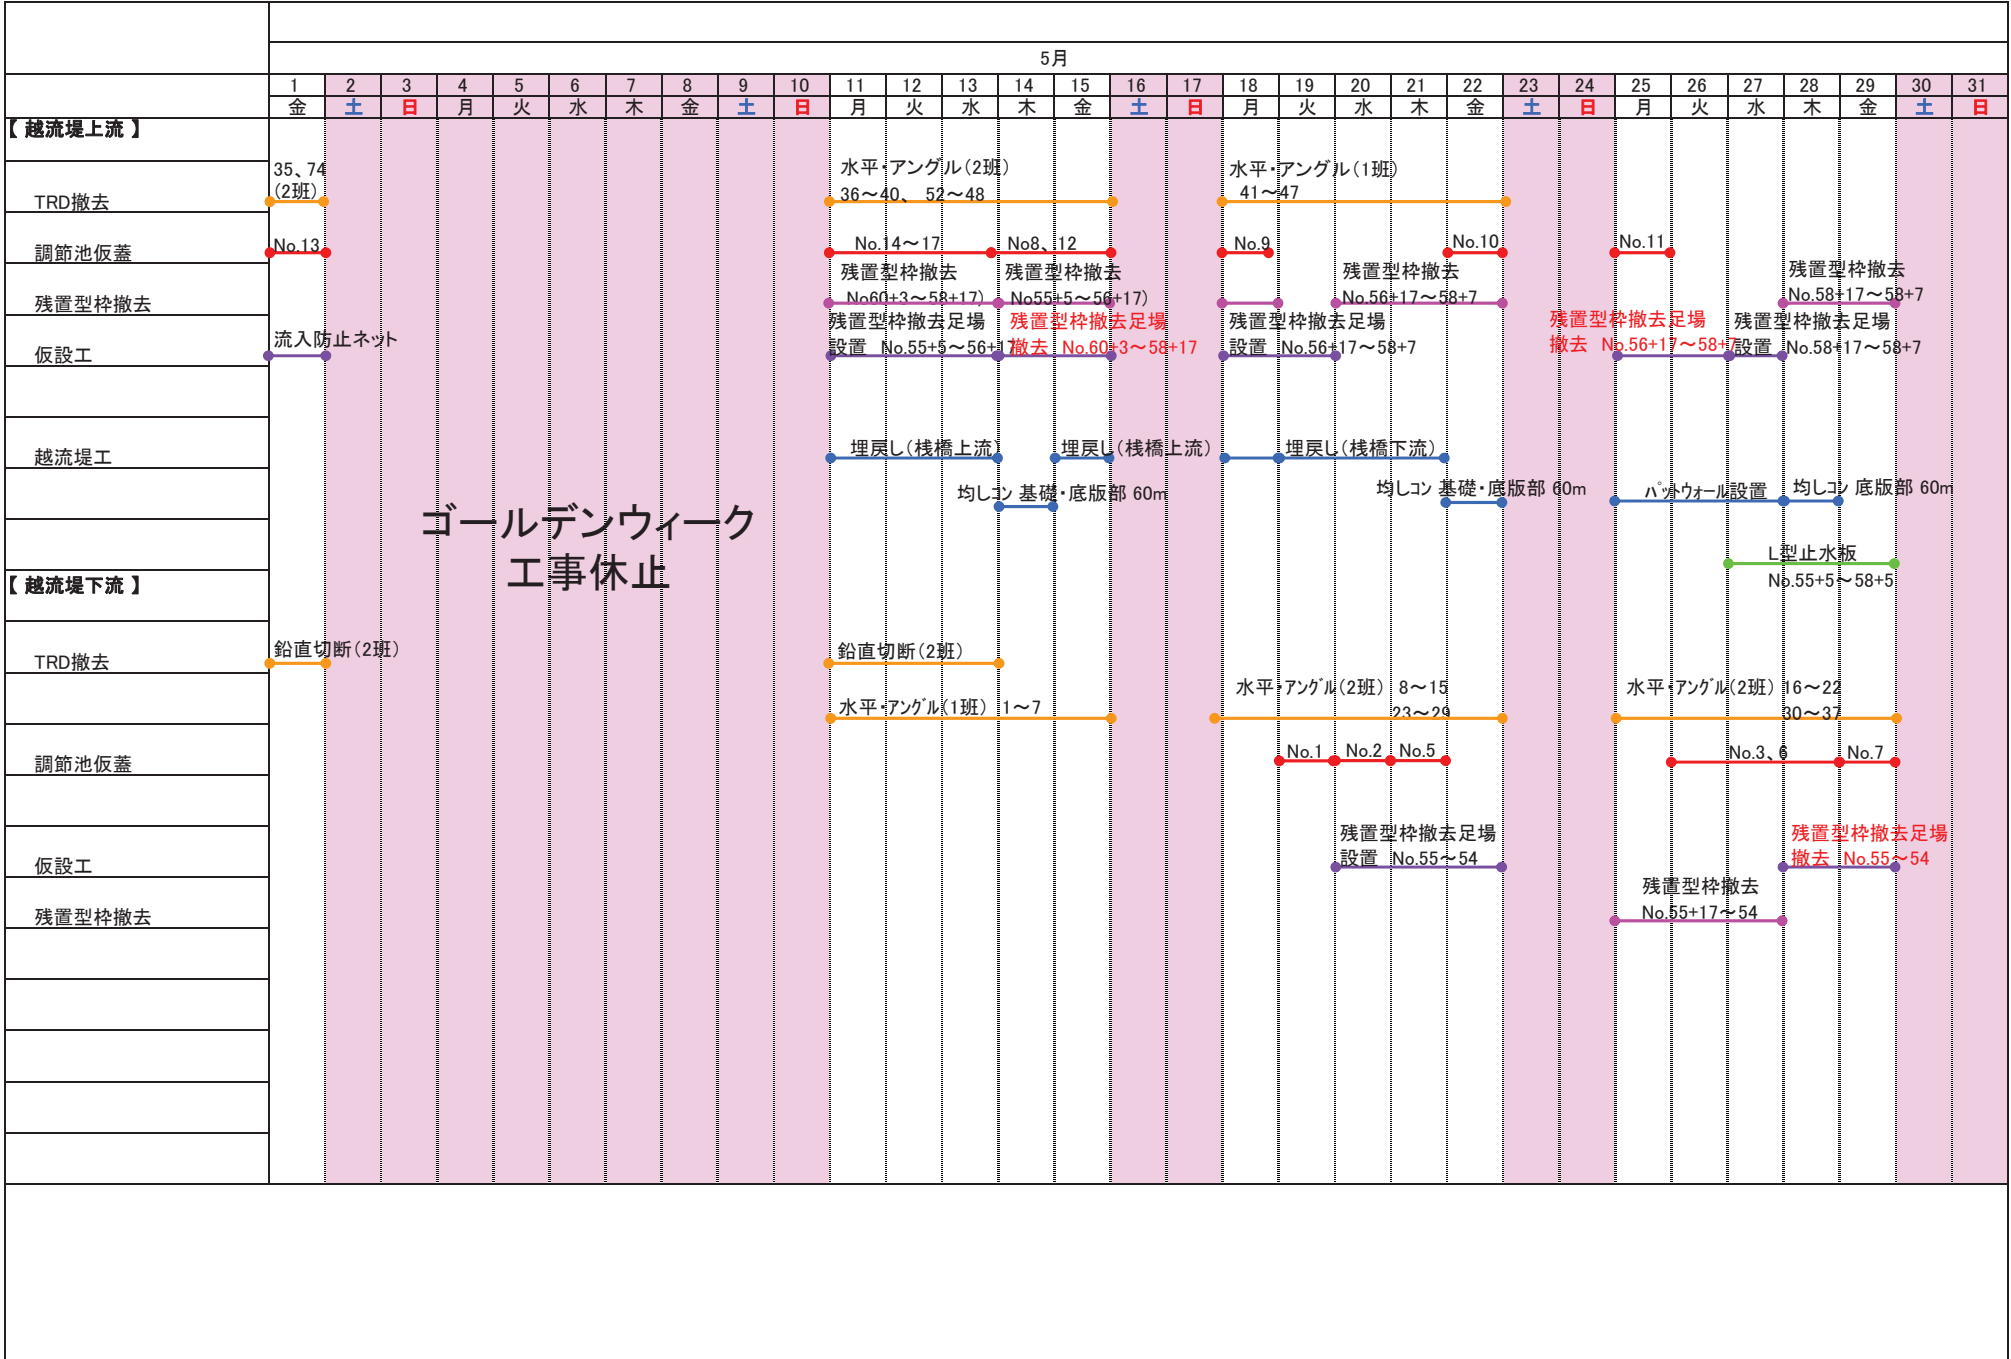 5月
1 2 3 4 5 6 7 8 9 10 11 12 13 14 15 16 17 18 19 20 21 22 23 24 25 26 27 28 29 30 31
金 土 日 月 火 水 木 金 土 日 月 火 水 木 金 土 日 月 火 水 木 金 土 日 月 火 水 木 金 土 日
【 越流堤上流 】
TRD撤去
35、74
(2班)
水平・アングル(2班)
36～40、 52～48
水平・アングル(1班)
41～47
調節池仮蓋
No.13
No.14～17
No8、12
No.9
No.10
No.11
残置型枠撤去
残置型枠撤去
No60+3～58+17)
残置型枠撤去
No55+5～56+17)
残置型枠撤去
No.56+17～58+7
残置型枠撤去
No.58+17～58+7
仮設工
流入防止ネット
残置型枠撤去足場
設置 No.55+5～56+17
残置型枠撤去足場
撤去 No.60+3～58+17
残置型枠撤去足場
設置 No.56+17～58+7
残置型枠撤去足場
撤去 No.56+17～58+7
残置型枠撤去足場
設置 No.58+17～58+7
越流堤工
埋戻し(桟橋上流)
埋戻し(桟橋上流)
埋戻し(桟橋下流)
均しコン 基礎・底版部 60m
均しコン 基礎・底版部 60m
ﾊﾟｯﾄウォール設置
均しコン 底版部 60m
ゴールデンウィーク
工事休止
L型止水板
No.55+5～58+5
【 越流堤下流 】
TRD撤去
鉛直切断(2班)
鉛直切断(2班)
水平・アングル(1班) 1～7
水平・アングル(2班) 8～15
23～29
水平・アングル(2班) 16～22
30～37
調節池仮蓋
No.1
No.2
No.5
No.3、6
No.7
仮設工
残置型枠撤去足場
設置 No.55～54
残置型枠撤去足場
撤去 No.55～54
残置型枠撤去
残置型枠撤去
No.55+17～54